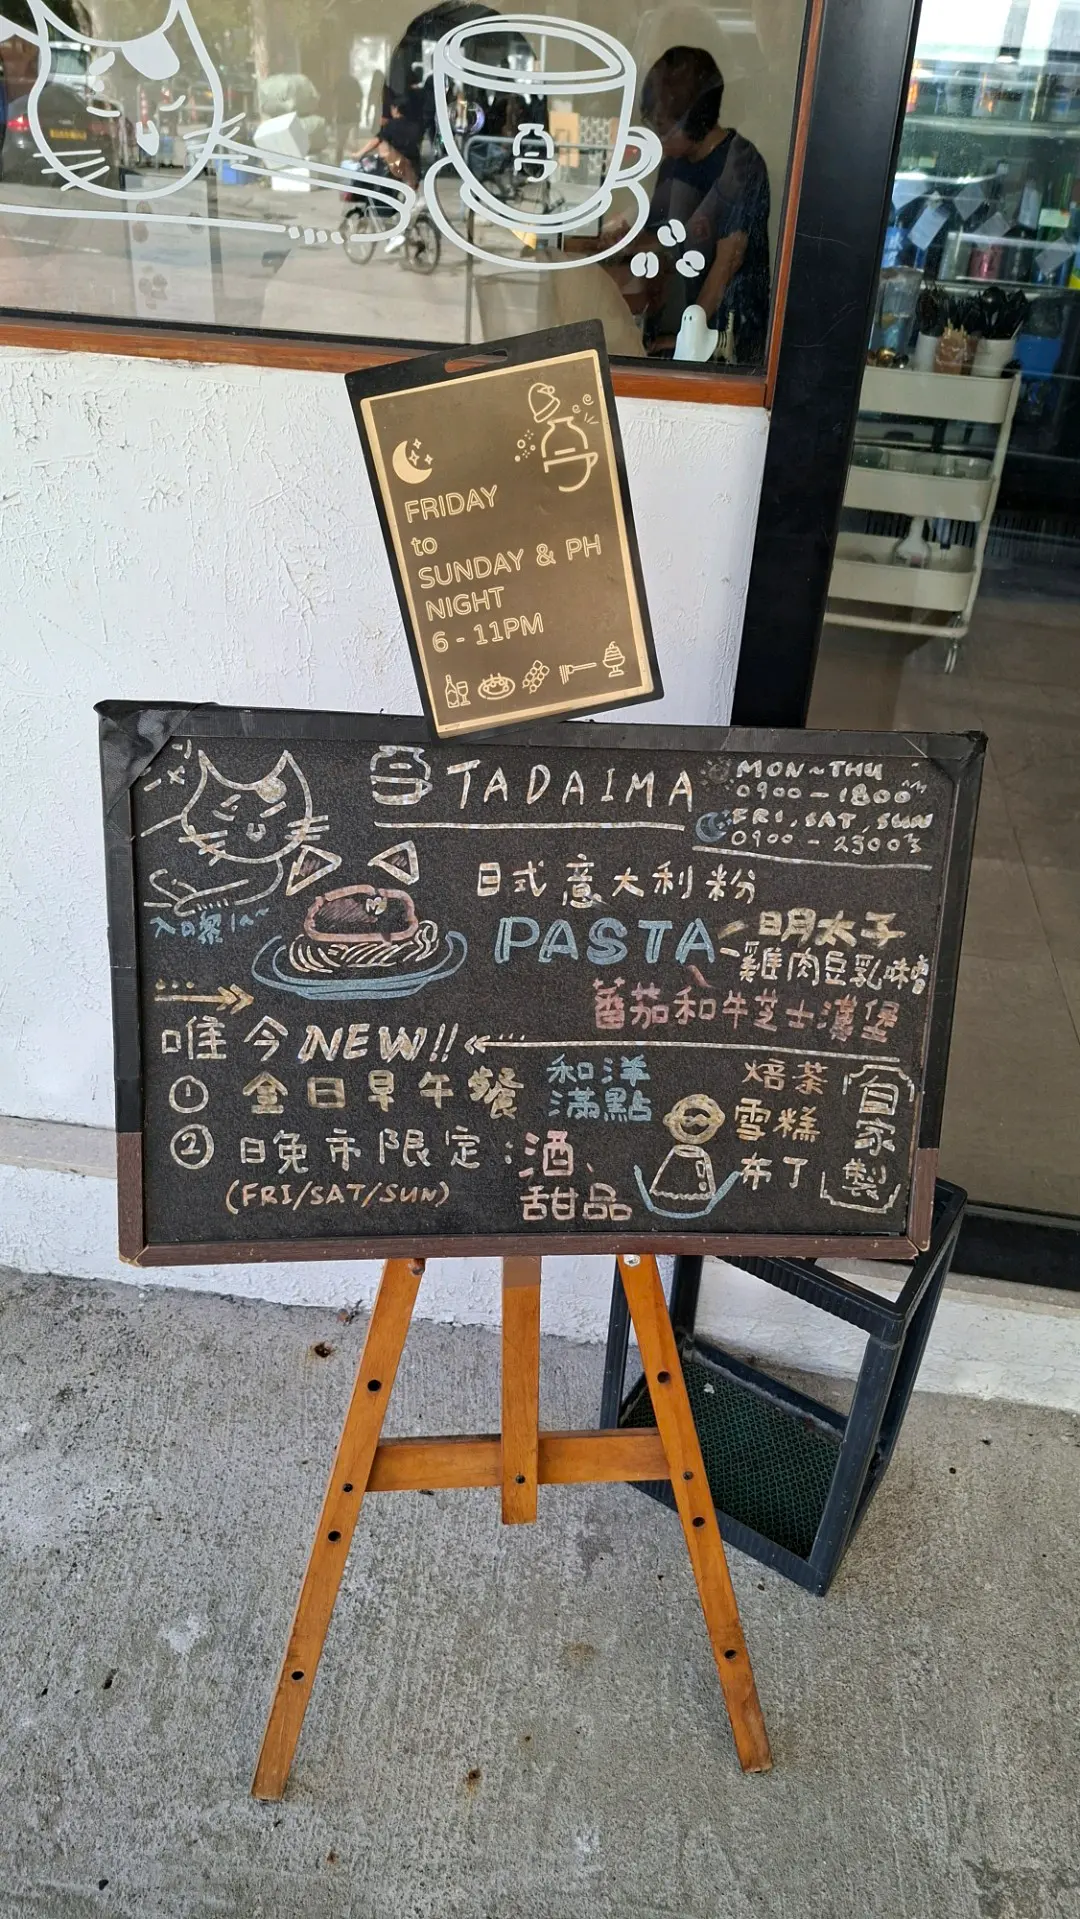 FRIDAY
to
SUNDAY & PH
NIGHT
6 - 11PM
TADAIMA
MON~THU
0900-1800
FRI, SAT, SUN
0900-2300
日式意大利粉
PASTA
明太子
雞肉豆乳味噌
蕃茄和牛芝士漢堡
入口
唯今NEW!!
① 全日早午餐
和洋
滿點
② 日晚市限定:酒、
甜品
(FRI/SAT/SUN)
焙茶
雪糕
布丁
自家製